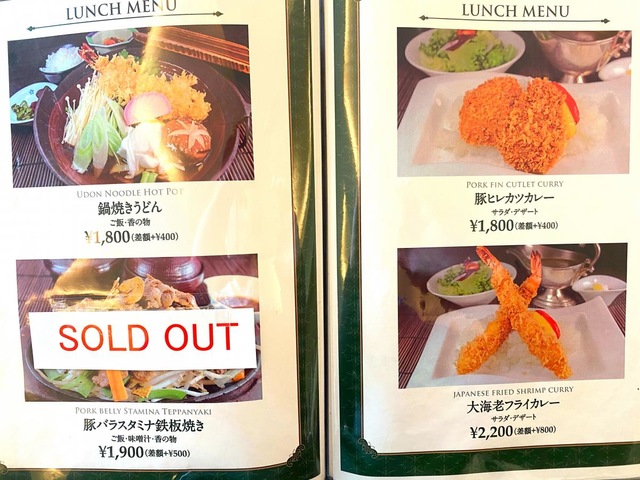 LUNCH MENU
UDON NOODLE HOT POT
鍋焼きうどん
ご飯・香の物
¥1,800(差額+¥400)
SOLD OUT
PORK BELLY STAMINA TEPPANYAKI
豚バラスタミナ鉄板焼き
ご飯・味噌汁・香の物
¥1,900(差額+¥500)
LUNCH MENU
PORK FIN CUTLET CURRY
豚ヒレカツカレー
サラダ・デザート
¥1,800(差額+¥400)
JAPANESE FRIED SHRIMP CURRY
大海老フライカレー
サラダ・デザート
¥2,200(差額+¥800)